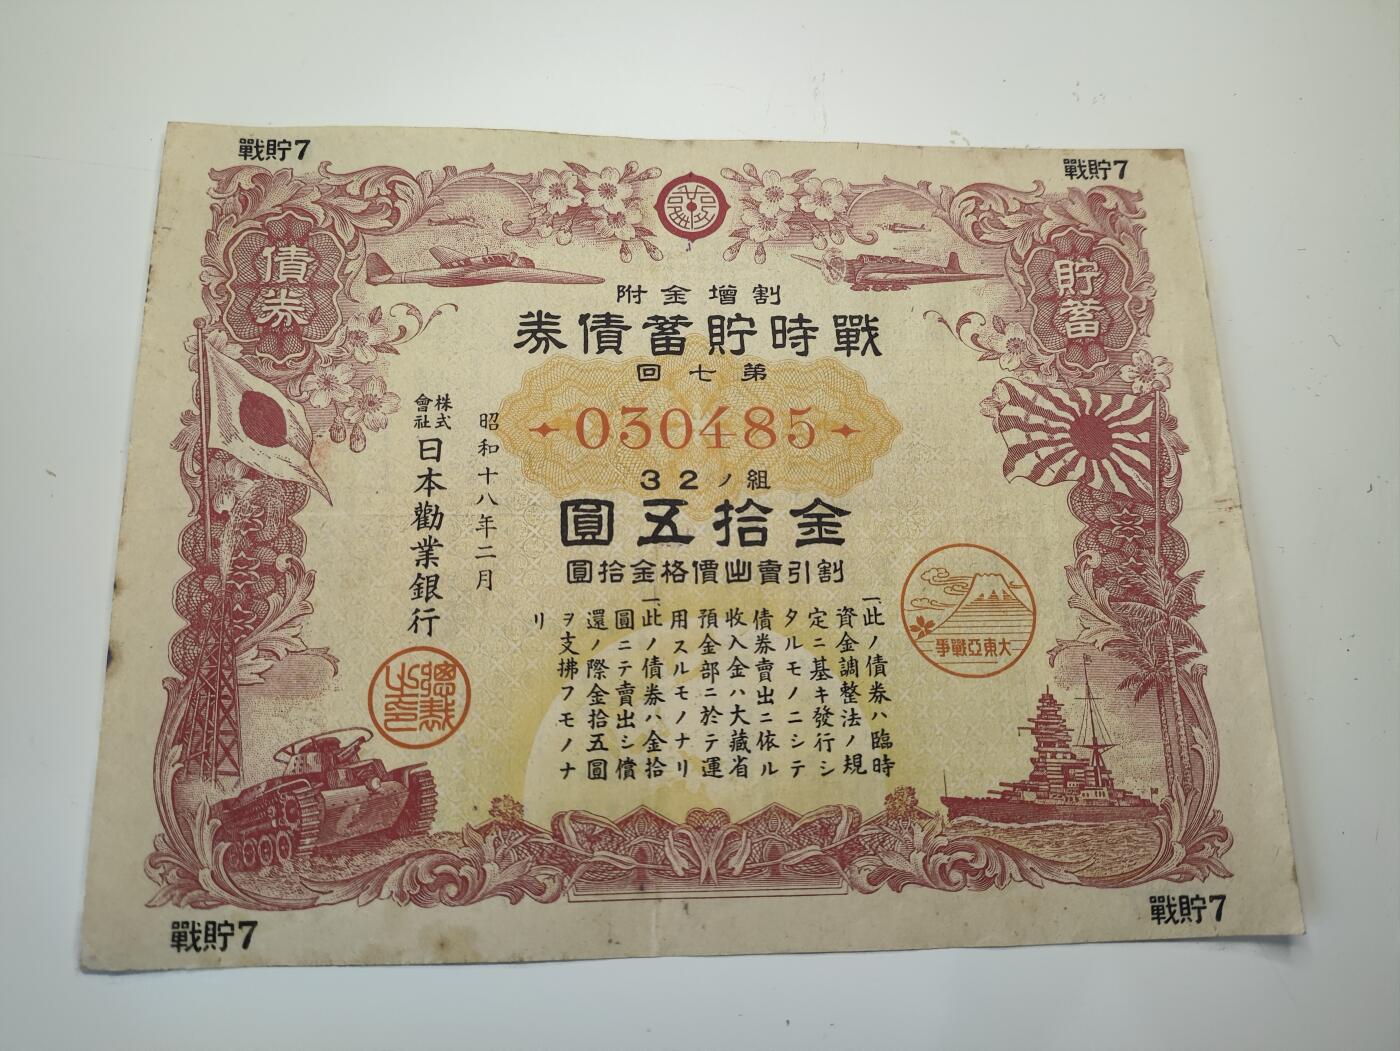 戰貯7
戰貯7
債券
貯蓄
附金增割
券債蓄貯時戰
回七第
030485
32ノ組
圓五拾金
圓拾金格價出賣引割
一、此ノ債券ハ臨時
資金調整法ノ規
定ニ基キ發行シ
タルモノニシテ
債券賣出ニ依ル
收入金ハ大藏省
預金部ニ於テ運
用スルモノナリ
一、此ノ債券ハ金拾
圓ニテ賣出シ償
還ノ際金拾五圓
ヲ支拂フモノナ
リ
昭和十八年二月
株式會社日本勸業銀行
總裁之印
爭戰亞東大
戰貯7
戰貯7